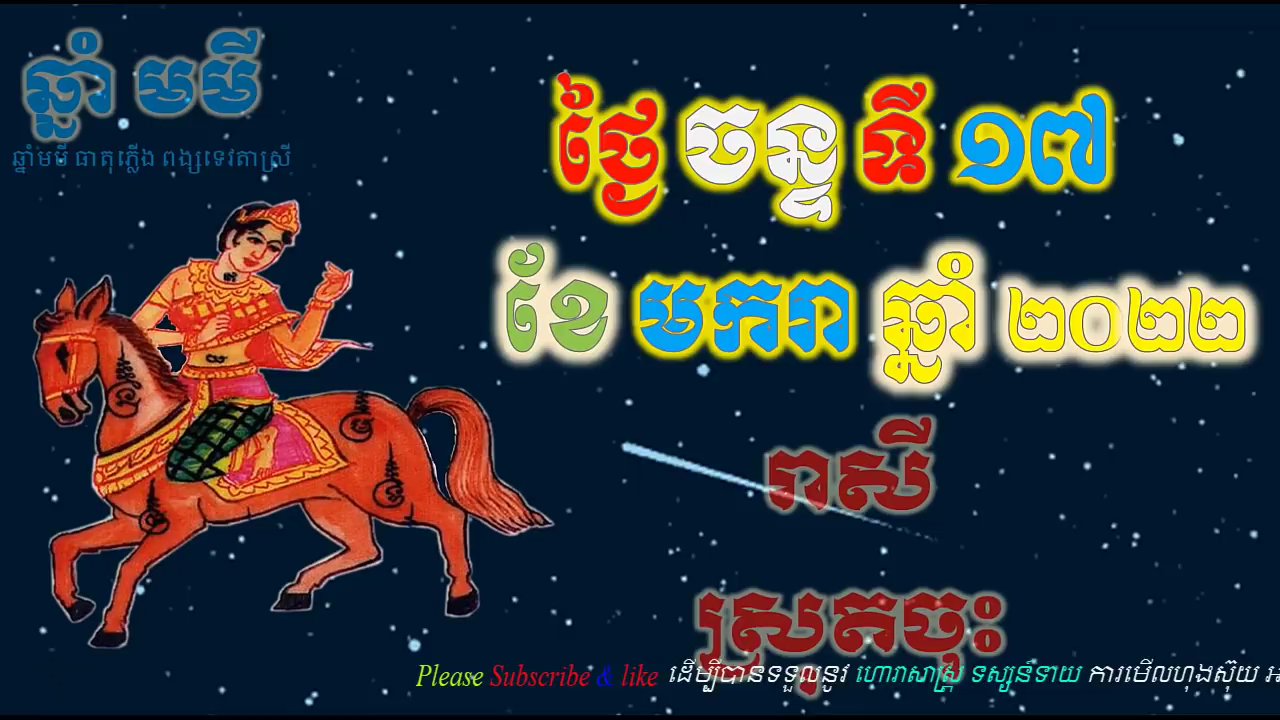 ឆ្នាំ មមី
ឆ្នាំមមី ធាតុភ្លើង ពង្សទេវតាស្រី
ថ្ងៃ ចន្ទ ទី ១៧
ខែ មករា ឆ្នាំ ២០២២
រាសី
ស្រុតចុះ
Please Subscribe & like ដើម្បីបានទទួលនូវ ហោរាសាស្ត្រ ទស្សន៍ទាយ ការមើលហុងស៊ុយ